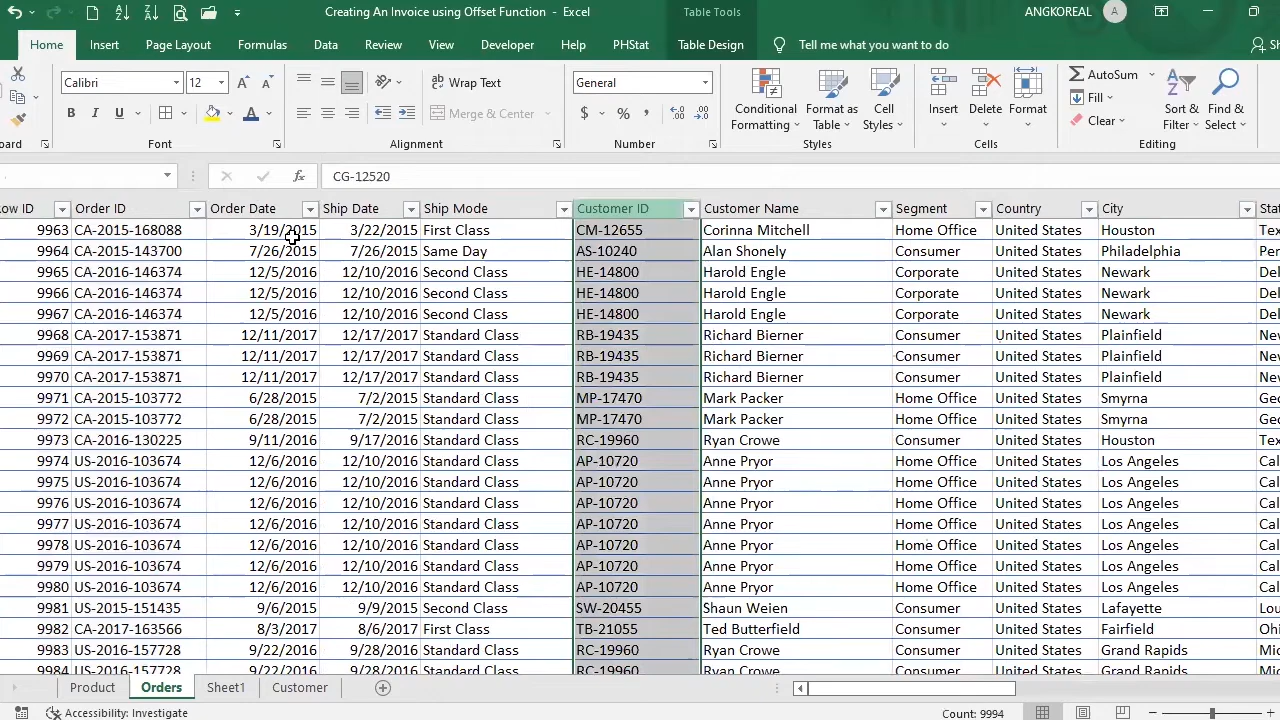 Creating An Invoice using Offset Function - Excel Table Tools ANGKOREAL A
Home Insert Page Layout Formulas Data Review View Developer Help PHStat Table Design Tell me what you want to do
Calibri 12 Wrap Text General Conditional Formatting Format as Table Cell Styles Insert Delete Format AutoSum Fill Clear Sort & Filter Find & Select
B I U Merge & Center $ % ,
Font Alignment Number Styles Cells Editing
fx CG-12520
Order ID Order Date Ship Date Ship Mode Customer ID Customer Name Segment Country City
9963 CA-2015-168088 3/19/2015 3/22/2015 First Class CM-12655 Corinna Mitchell Home Office United States Houston
9964 CA-2015-143700 7/26/2015 7/26/2015 Same Day AS-10240 Alan Shonely Consumer United States Philadelphia
9965 CA-2016-146374 12/5/2016 12/10/2016 Second Class HE-14800 Harold Engle Corporate United States Newark
9966 CA-2016-146374 12/5/2016 12/10/2016 Second Class HE-14800 Harold Engle Corporate United States Newark
9967 CA-2016-146374 12/5/2016 12/10/2016 Second Class HE-14800 Harold Engle Corporate United States Newark
9968 CA-2017-153871 12/11/2017 12/17/2017 Standard Class RB-19435 Richard Bierner Consumer United States Plainfield
9969 CA-2017-153871 12/11/2017 12/17/2017 Standard Class RB-19435 Richard Bierner Consumer United States Plainfield
9970 CA-2017-153871 12/11/2017 12/17/2017 Standard Class RB-19435 Richard Bierner Consumer United States Plainfield
9971 CA-2015-103772 6/28/2015 7/2/2015 Standard Class MP-17470 Mark Packer Home Office United States Smyrna
9972 CA-2015-103772 6/28/2015 7/2/2015 Standard Class MP-17470 Mark Packer Home Office United States Smyrna
9973 CA-2016-130225 9/11/2016 9/17/2016 Standard Class RC-19960 Ryan Crowe Consumer United States Houston
9974 US-2016-103674 12/6/2016 12/10/2016 Standard Class AP-10720 Anne Pryor Home Office United States Los Angeles
9975 US-2016-103674 12/6/2016 12/10/2016 Standard Class AP-10720 Anne Pryor Home Office United States Los Angeles
9976 US-2016-103674 12/6/2016 12/10/2016 Standard Class AP-10720 Anne Pryor Home Office United States Los Angeles
9977 US-2016-103674 12/6/2016 12/10/2016 Standard Class AP-10720 Anne Pryor Home Office United States Los Angeles
9978 US-2016-103674 12/6/2016 12/10/2016 Standard Class AP-10720 Anne Pryor Home Office United States Los Angeles
9979 US-2016-103674 12/6/2016 12/10/2016 Standard Class AP-10720 Anne Pryor Home Office United States Los Angeles
9980 US-2016-103674 12/6/2016 12/10/2016 Standard Class AP-10720 Anne Pryor Home Office United States Los Angeles
9981 US-2015-151435 9/6/2015 9/9/2015 Second Class SW-20455 Shaun Weien Consumer United States Lafayette
9982 CA-2017-163566 8/3/2017 8/6/2017 First Class TB-21055 Ted Butterfield Consumer United States Fairfield
9983 US-2016-157728 9/22/2016 9/28/2016 Standard Class RC-19960 Ryan Crowe Consumer United States Grand Rapids
9984 US-2016-157728 9/22/2016 9/28/2016 Standard Class RC-19960 Ryan Crowe Consumer United States Grand Rapids
Product Orders Sheet1 Customer
Accessibility: Investigate Count: 9994